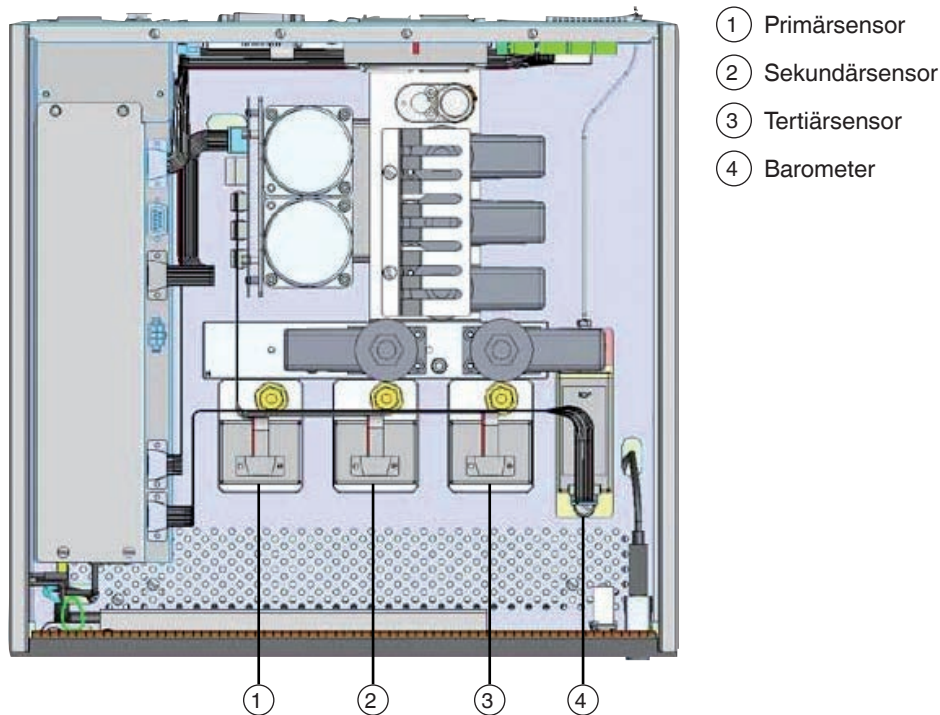 1 Primärsensor
2 Sekundärsensor
3 Tertiärsensor
4 Barometer
1 2 3 4